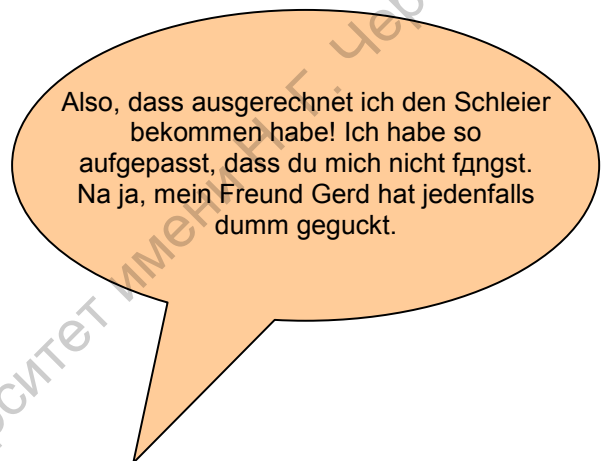 Also, dass ausgerechnet ich den Schleier
bekommen habe! Ich habe so
aufgepasst, dass du mich nicht fдngst.
Na ja, mein Freund Gerd hat jedenfalls
dumm geguckt.
имени Н. Г.